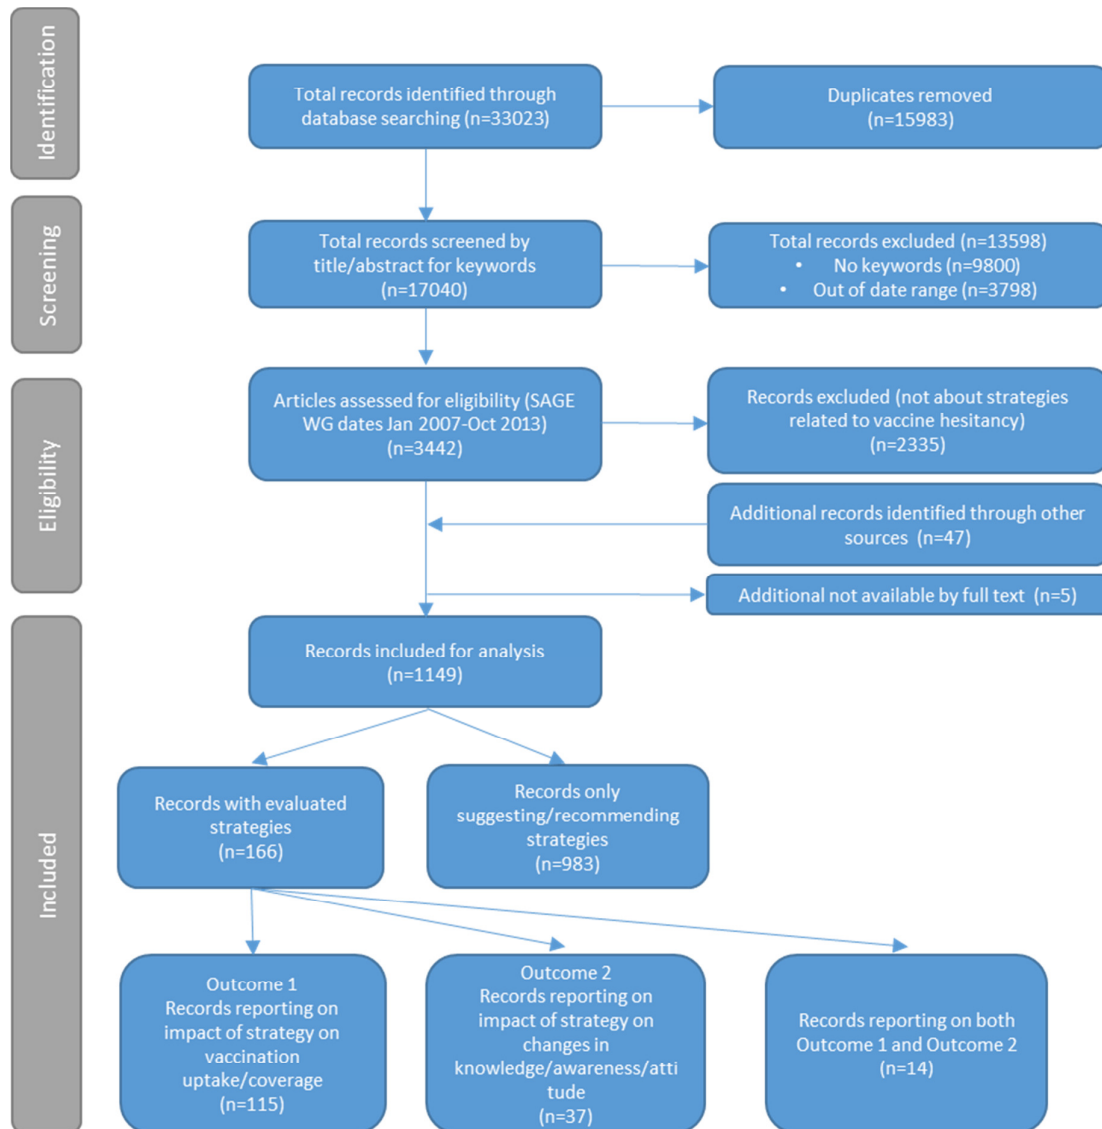 Identification
Total records identified through
database searching (n=33023)
Duplicates removed
(n=15983)
Screening
Total records screened by
title/abstract for keywords
(n=17040)
Total records excluded (n=13598)
• No keywords (n=9800)
• Out of date range (n=3798)
Eligibility
Articles assessed for eligibility (SAGE
WG dates Jan 2007-Oct 2013)
(n=3442)
Records excluded (not about strategies
related to vaccine hesitancy)
(n=2335)
Additional records identified through other
sources (n=47)
Additional not available by full text (n=5)
Included
Records included for analysis
(n=1149)
Records with evaluated
strategies
(n=166)
Records only
suggesting/recommending
strategies
(n=983)
Outcome 1
Records reporting on
impact of strategy on
vaccination
uptake/coverage
(n=115)
Outcome 2
Records reporting on
impact of strategy on
changes in
knowledge/awareness/atti
tude
(n=37)
Records reporting on both
Outcome 1 and Outcome 2
(n=14)